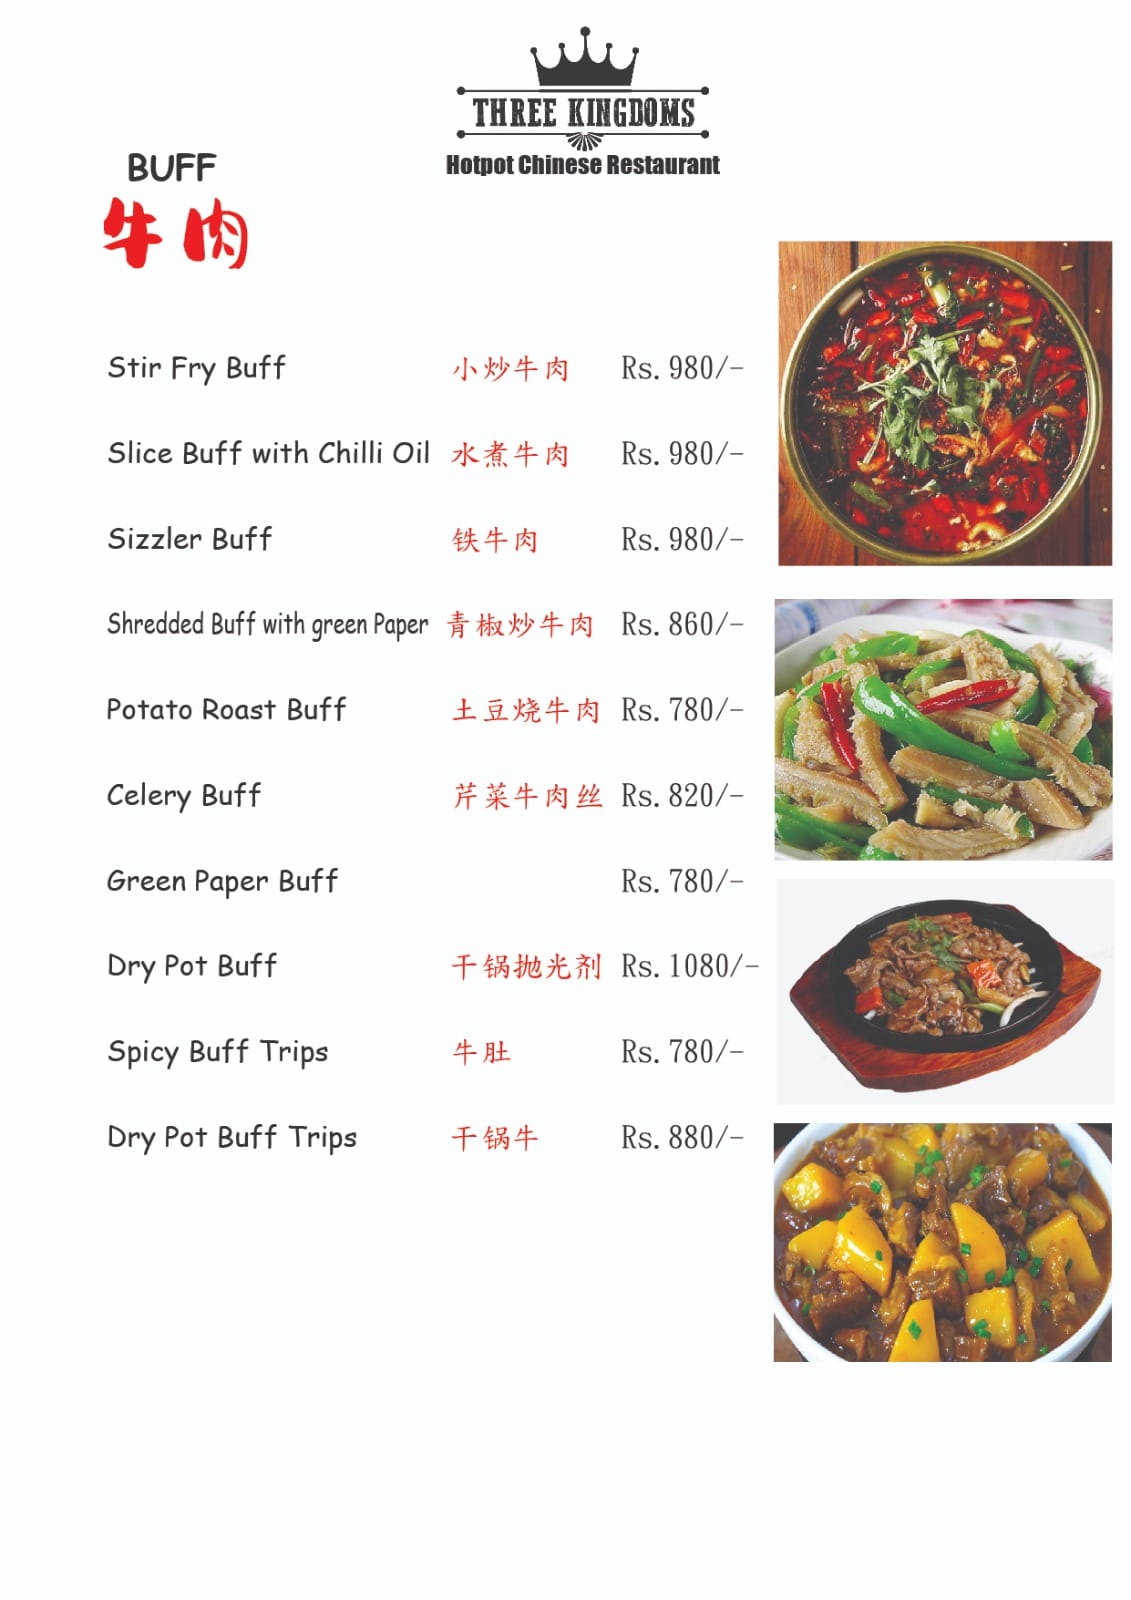 THREE KINGDOMS
Hotpot Chinese Restaurant
BUFF
牛肉
Stir Fry Buff 小炒牛肉 Rs. 980/-
Slice Buff with Chilli Oil 水煮牛肉 Rs. 980/-
Sizzler Buff 铁牛肉 Rs. 980/-
Shredded Buff with green Paper 青椒炒牛肉 Rs. 860/-
Potato Roast Buff 土豆烧牛肉 Rs. 780/-
Celery Buff 芹菜牛肉丝 Rs. 820/-
Green Paper Buff Rs. 780/-
Dry Pot Buff 干锅抛光剂 Rs. 1080/-
Spicy Buff Trips 牛肚 Rs. 780/-
Dry Pot Buff Trips 干锅牛 Rs. 880/-